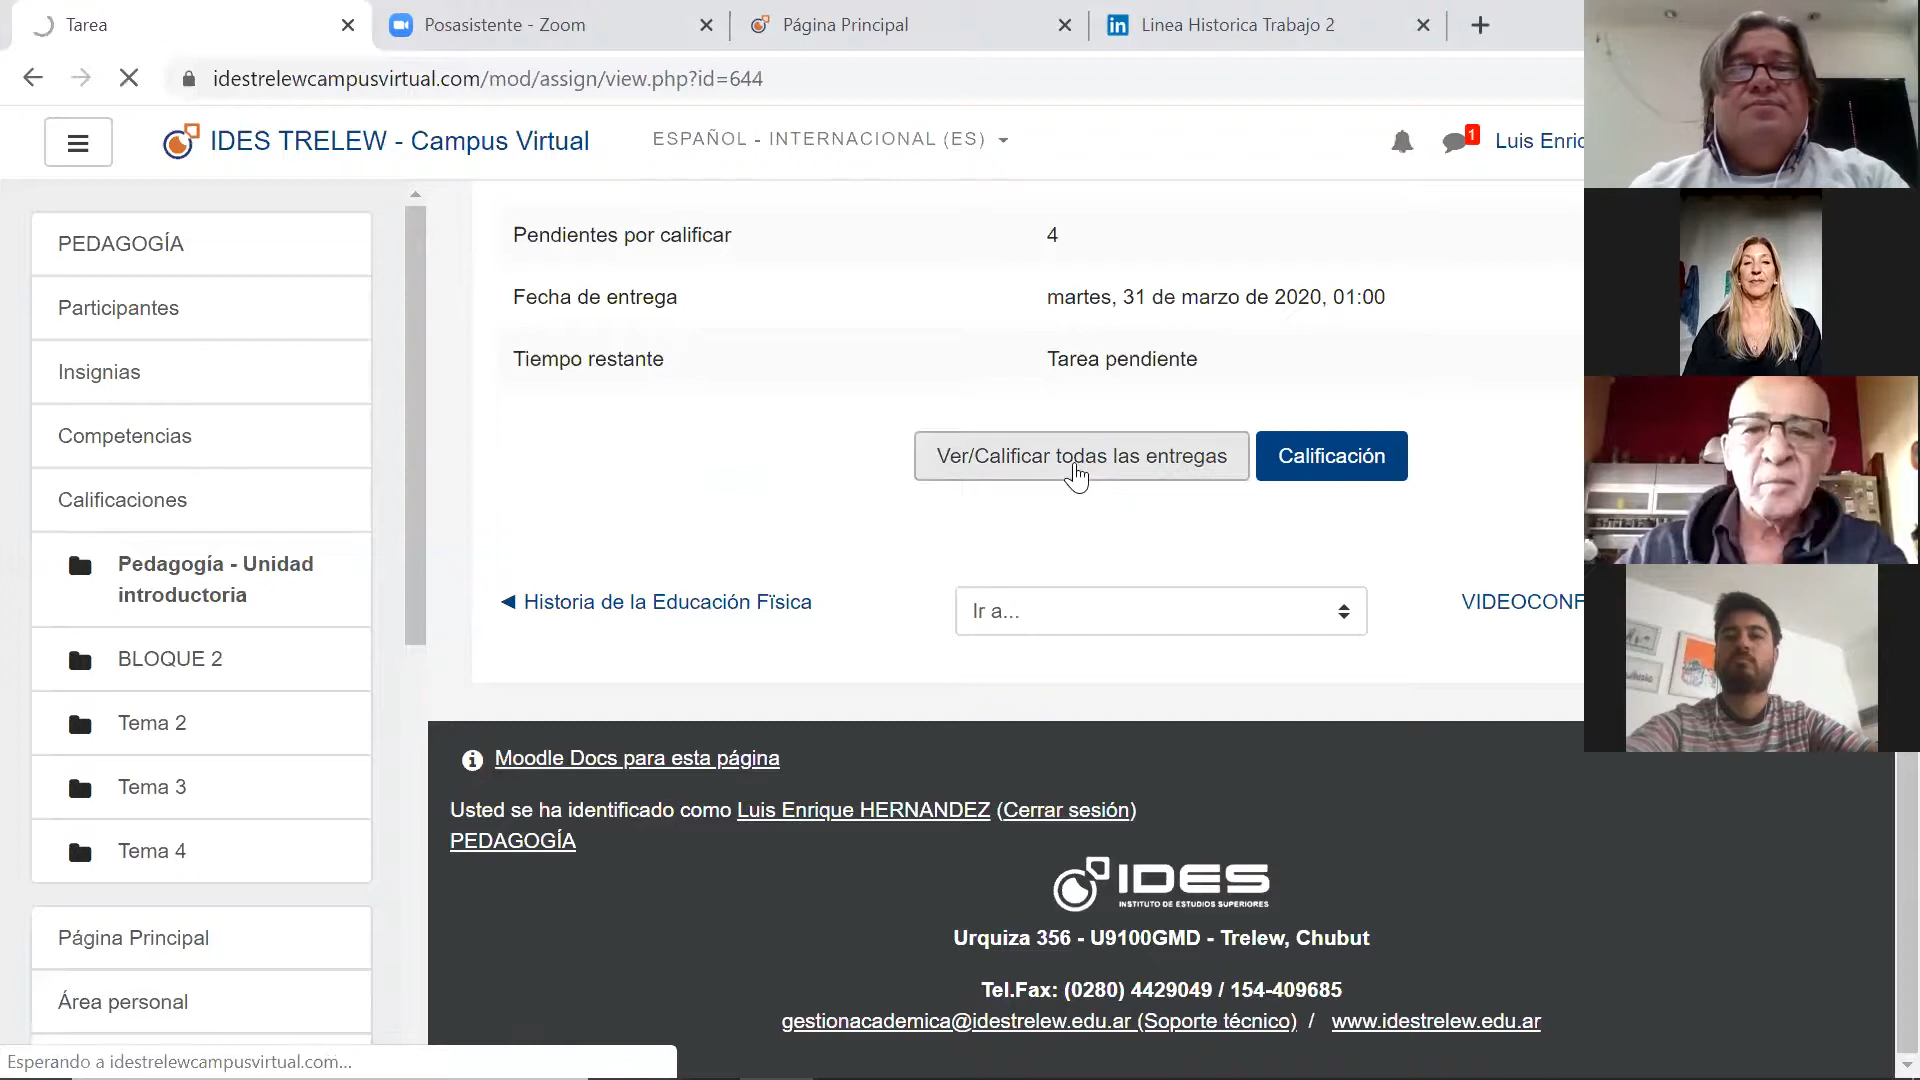 Tarea
Posasistente - Zoom
Página Principal
Linea Historica Trabajo 2
idestrelewcampusvirtual.com/mod/assign/view.php?id=644
IDES TRELEW - Campus Virtual
ESPAÑOL - INTERNACIONAL (ES)
1
Luis Enric
PEDAGOGÍA
Participantes
Insignias
Competencias
Calificaciones
Pedagogía - Unidad
introductoria
BLOQUE 2
Tema 2
Tema 3
Tema 4
Página Principal
Área personal
Pendientes por calificar 4
Fecha de entrega martes, 31 de marzo de 2020, 01:00
Tiempo restante Tarea pendiente
Ver/Calificar todas las entregas Calificación
◀ Historia de la Educación Fïsica
Ir a...
VIDEOCONF
Moodle Docs para esta página
Usted se ha identificado como Luis Enrique HERNANDEZ (Cerrar sesión)
PEDAGOGÍA
IDES
INSTITUTO DE ESTUDIOS SUPERIORES
Urquiza 356 - U9100GMD - Trelew, Chubut
Tel.Fax: (0280) 4429049 / 154-409685
gestionacademica@idestrelew.edu.ar (Soporte técnico) / www.idestrelew.edu.ar
Esperando a idestrelewcampusvirtual.com...